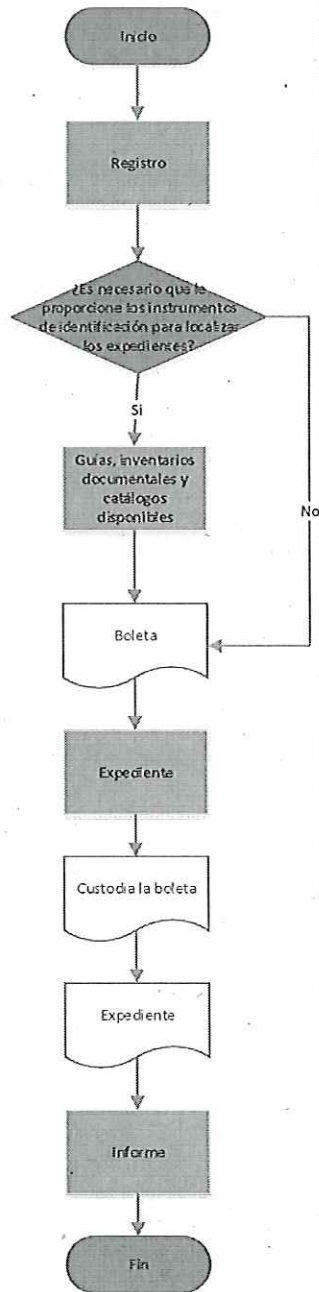 Inicio
Registro
¿Es necesario que le
proporcione los instrumentos
de identificación para localizar
los expedientes?
Si
Guías, inventarios
documentales y
catálogos
disponibles
No
Boleta
Expediente
Custodia la boleta
Expediente
Informe
Fin